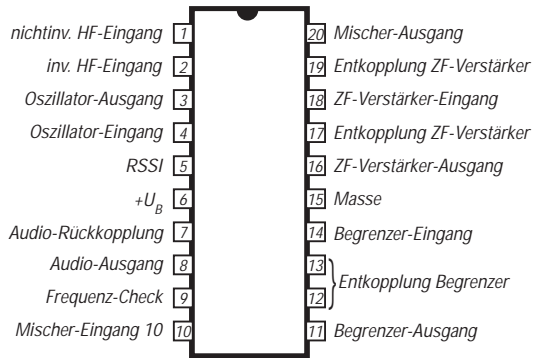 nichtinv. HF-Eingang 1
20 Mischer-Ausgang
inv. HF-Eingang 2
19 Entkopplung ZF-Verstärker
Oszillator-Ausgang 3
18 ZF-Verstärker-Eingang
Oszillator-Eingang 4
17 Entkopplung ZF-Verstärker
RSSI 5
16 ZF-Verstärker-Ausgang
+U_B 6
15 Masse
Audio-Rückkopplung 7
14 Begrenzer-Eingang
Audio-Ausgang 8
13
Entkopplung Begrenzer
Frequenz-Check 9
12
Mischer-Eingang 10 10
11 Begrenzer-Ausgang